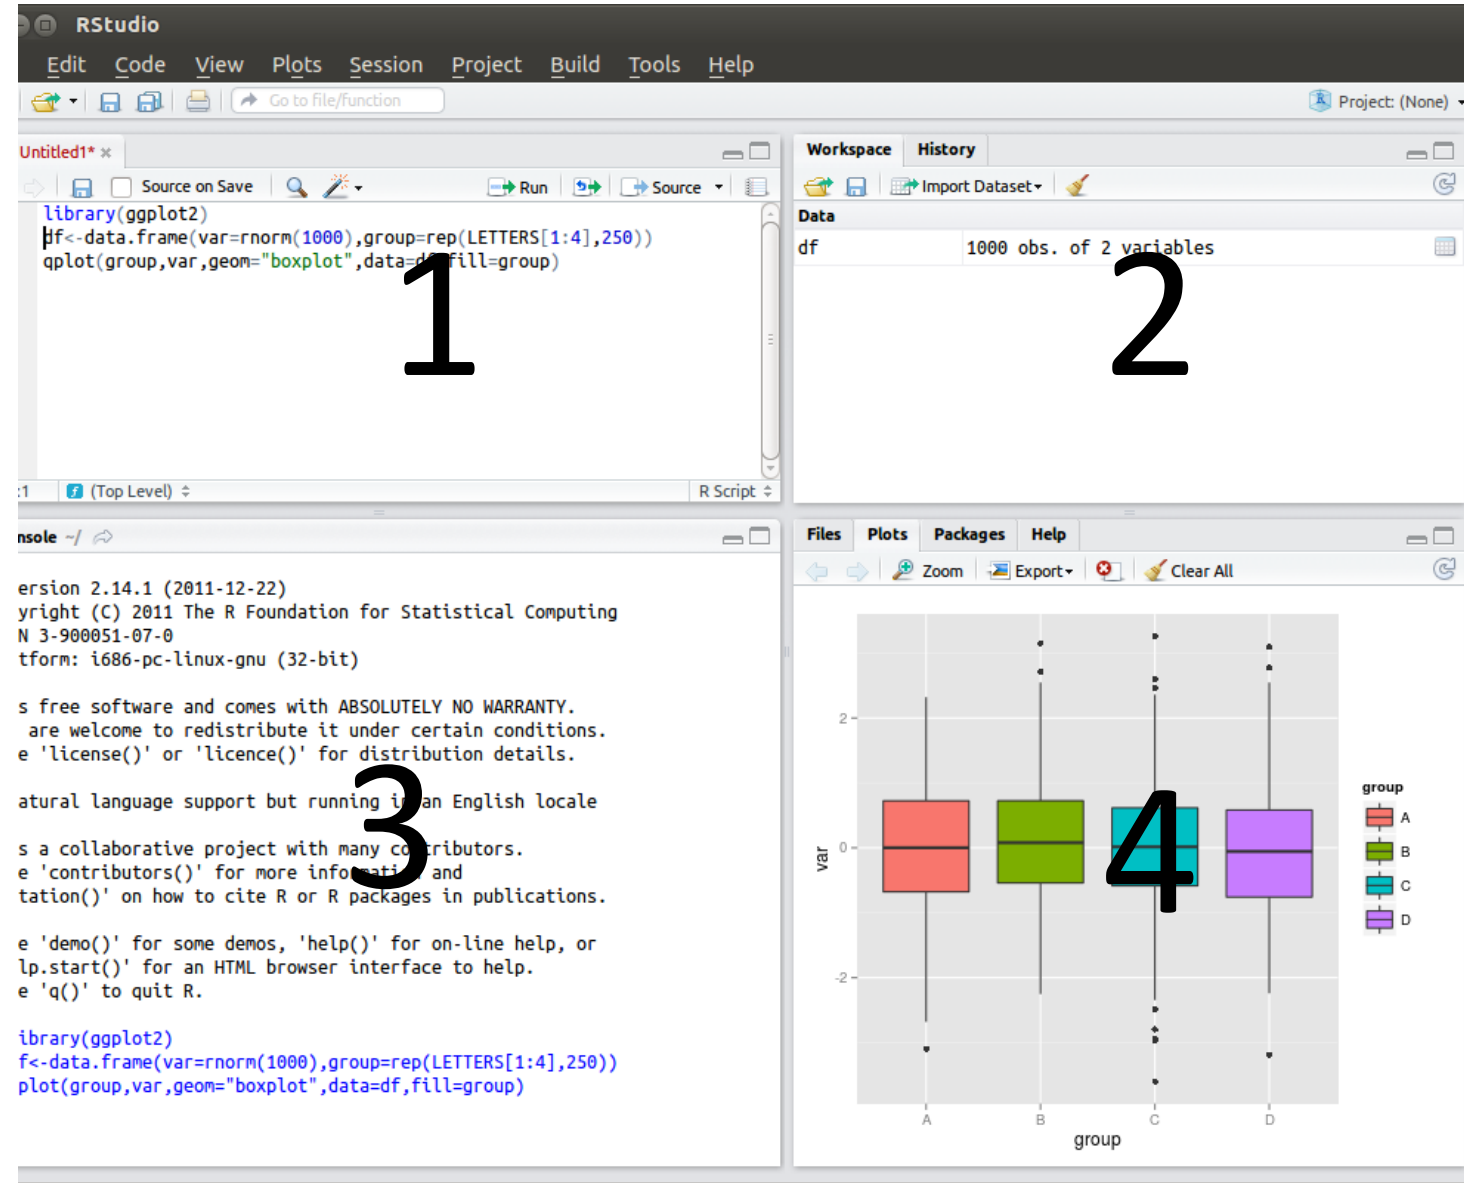 RStudio
Edit Code View Plots Session Project Build Tools Help
Go to file/function
Project: (None)
Untitled1*
Source on Save
Run
Source
library(ggplot2)
df<-data.frame(var=rnorm(1000),group=rep(LETTERS[1:4],250))
qplot(group,var,geom="boxplot",data=df,fill=group)
1
:1
(Top Level)
R Script
Workspace History
Import Dataset
Data
df 1000 obs. of 2 variables
2
nsole ~/
ersion 2.14.1 (2011-12-22)
yright (C) 2011 The R Foundation for Statistical Computing
N 3-900051-07-0
tform: i686-pc-linux-gnu (32-bit)
s free software and comes with ABSOLUTELY NO WARRANTY.
are welcome to redistribute it under certain conditions.
e 'license()' or 'licence()' for distribution details.
atural language support but running in an English locale
s a collaborative project with many contributors.
e 'contributors()' for more information and
tation()' on how to cite R or R packages in publications.
e 'demo()' for some demos, 'help()' for on-line help, or
lp.start()' for an HTML browser interface to help.
e 'q()' to quit R.
ibrary(ggplot2)
f<-data.frame(var=rnorm(1000),group=rep(LETTERS[1:4],250))
plot(group,var,geom="boxplot",data=df,fill=group)
3
Files Plots Packages Help
Zoom Export Clear All
2
0
-2
var
A B C D
group
group
A
B
C
D
4